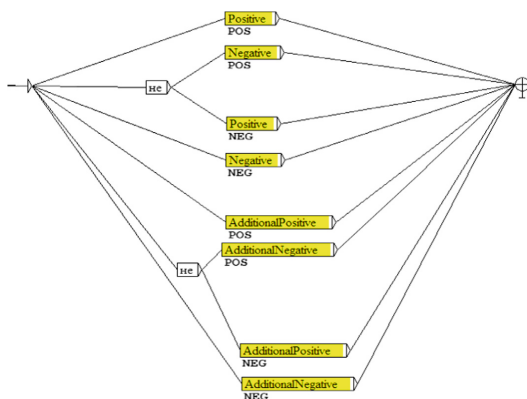 Positive
POS
Negative
POS
не
Positive
NEG
Negative
NEG
AdditionalPositive
POS
AdditionalNegative
POS
не
AdditionalPositive
NEG
AdditionalNegative
NEG